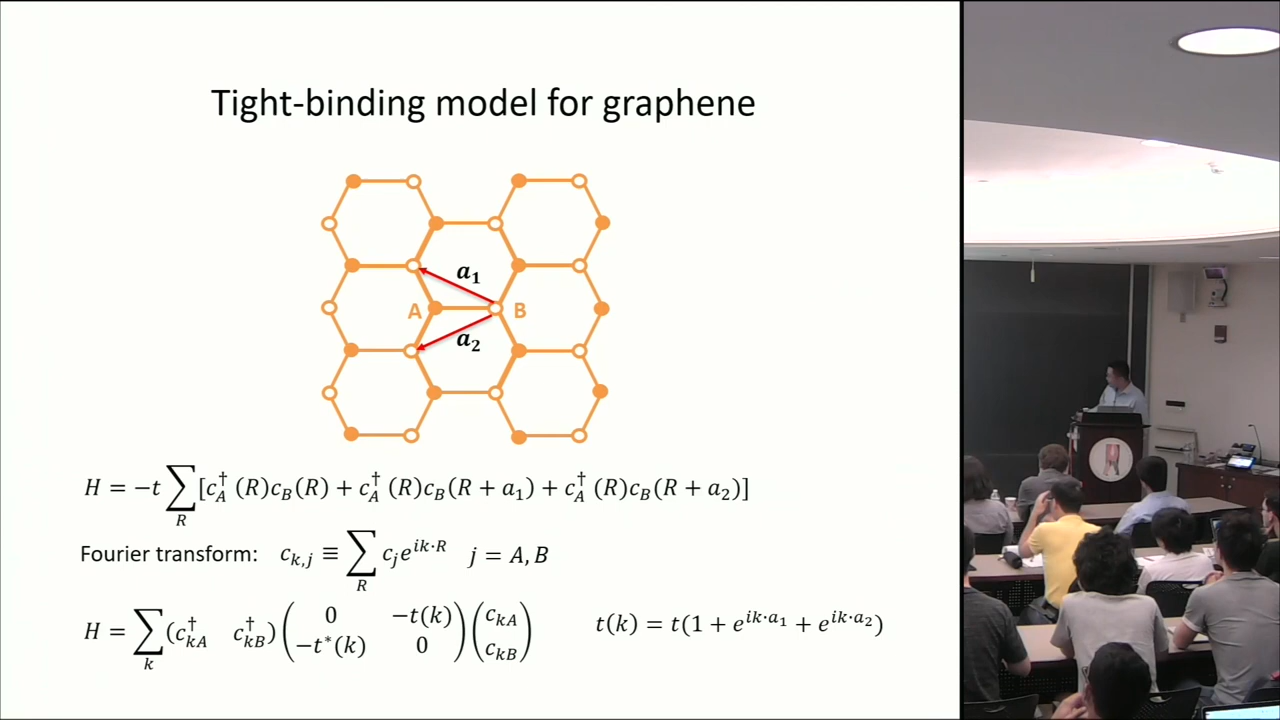 Tight-binding model for graphene
a₁
A B
a₂
H = −t ∑_R [c_A^† (R)c_B(R) + c_A^† (R)c_B(R + a₁) + c_A^† (R)c_B(R + a₂)]
Fourier transform: c_{k,j} ≡ ∑_R c_j e^{ik·R} j = A, B
H = ∑_k (c_{kA}^† c_{kB}^†) (0 −t(k) −t*(k) 0) (c_{kA} c_{kB}) t(k) = t(1 + e^{ik·a₁} + e^{ik·a₂})